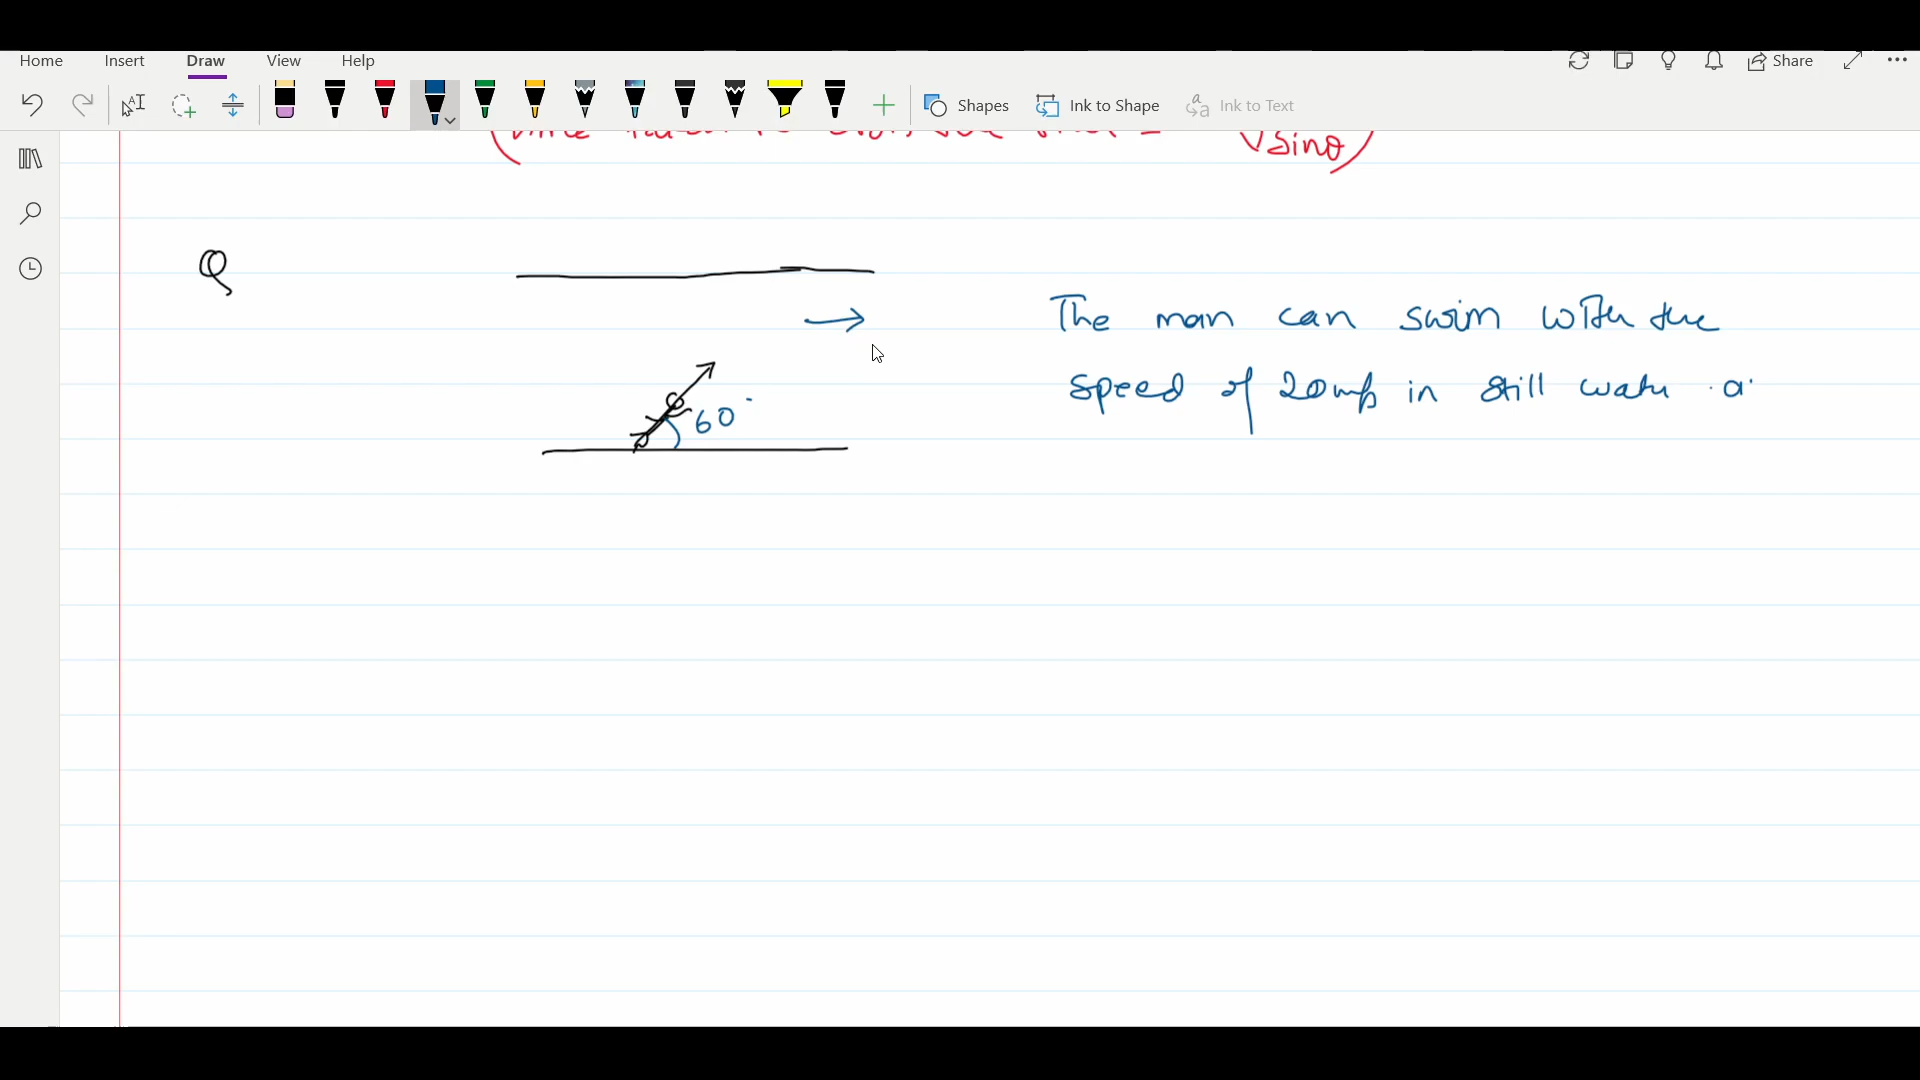 Home Insert Draw View Help Share
Shapes Ink to Shape Ink to Text
Vsinθ)
Q
The man can swim with the
60°
speed of 20m/s in still water . a